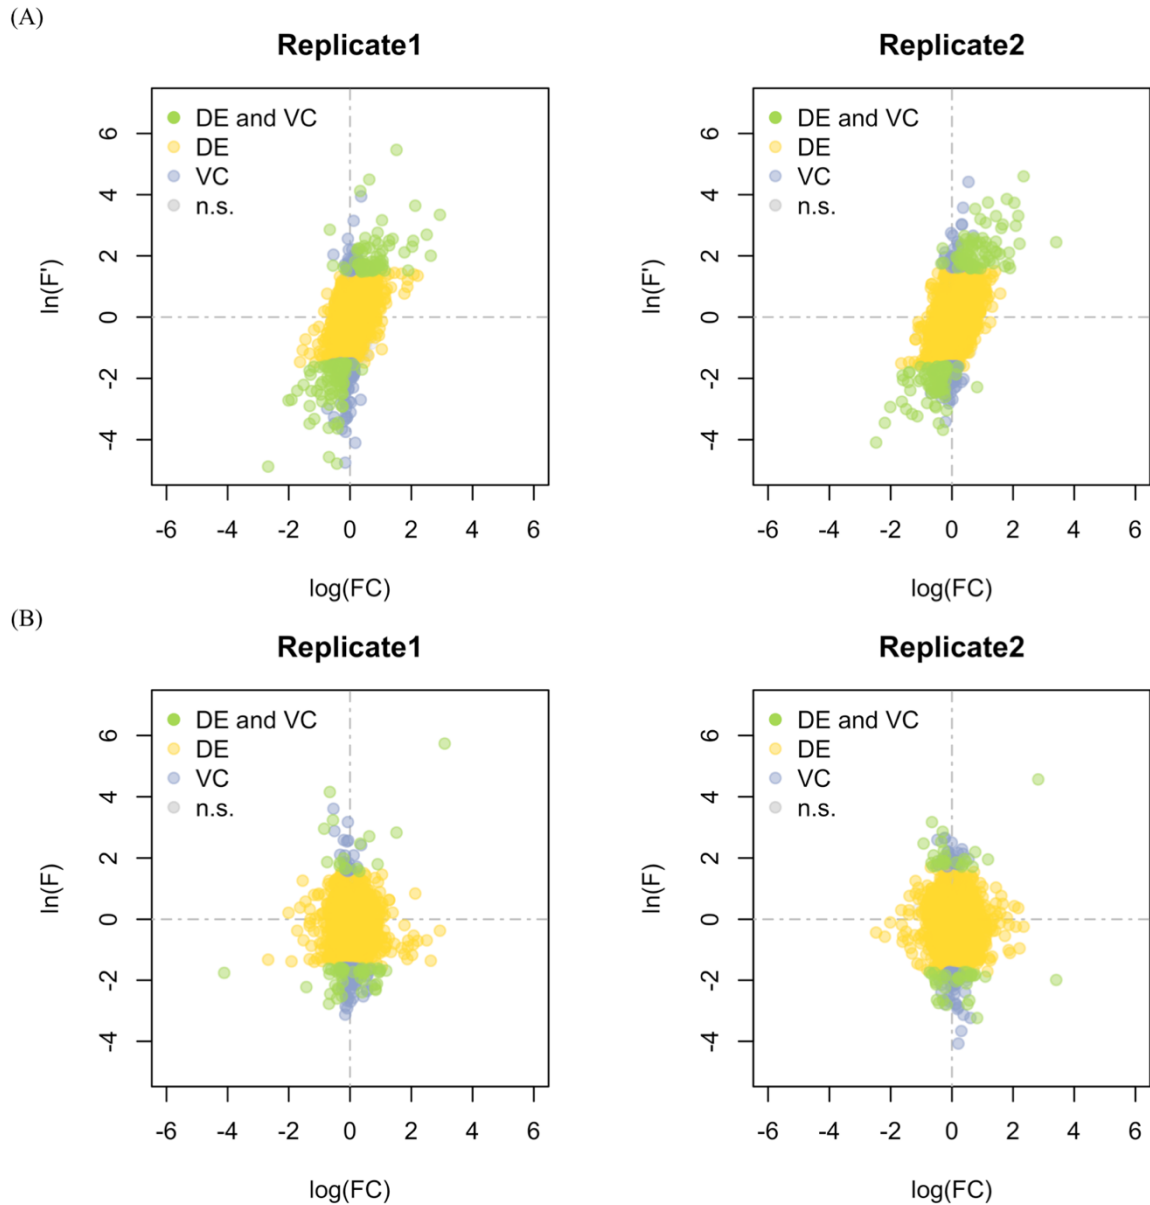 (A)
Replicate1
Replicate2
DE and VC
DE
VC
n.s.
6
4
2
0
-2
-4
ln(F')
-6 -4 -2 0 2 4 6
log(FC)
DE and VC
DE
VC
n.s.
6
4
2
0
-2
-4
ln(F')
-6 -4 -2 0 2 4 6
log(FC)
(B)
Replicate1
Replicate2
DE and VC
DE
VC
n.s.
6
4
2
0
-2
-4
ln(F)
-6 -4 -2 0 2 4 6
log(FC)
DE and VC
DE
VC
n.s.
6
4
2
0
-2
-4
ln(F)
-6 -4 -2 0 2 4 6
log(FC)